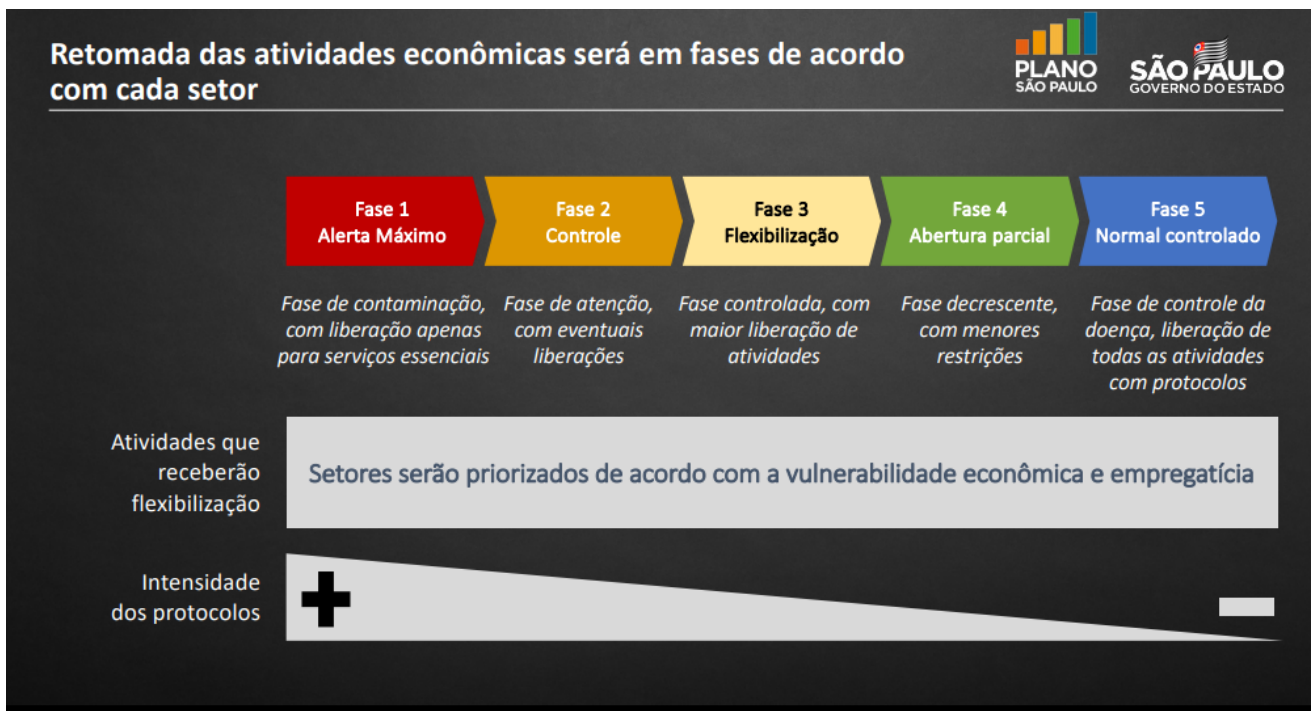 Retomada das atividades econômicas será em fases de acordo
com cada setor
PLANO
SÃO PAULO
SÃO PAULO
GOVERNO DO ESTADO
Fase 1
Alerta Máximo
Fase 2
Controle
Fase 3
Flexibilização
Fase 4
Abertura parcial
Fase 5
Normal controlado
Fase de contaminação,
com liberação apenas
para serviços essenciais
Fase de atenção,
com eventuais
liberações
Fase controlada, com
maior liberação de
atividades
Fase decrescente,
com menores
restrições
Fase de controle da
doença, liberação de
todas as atividades
com protocolos
Atividades que
receberão
flexibilização
Setores serão priorizados de acordo com a vulnerabilidade econômica e empregatícia
Intensidade
dos protocolos